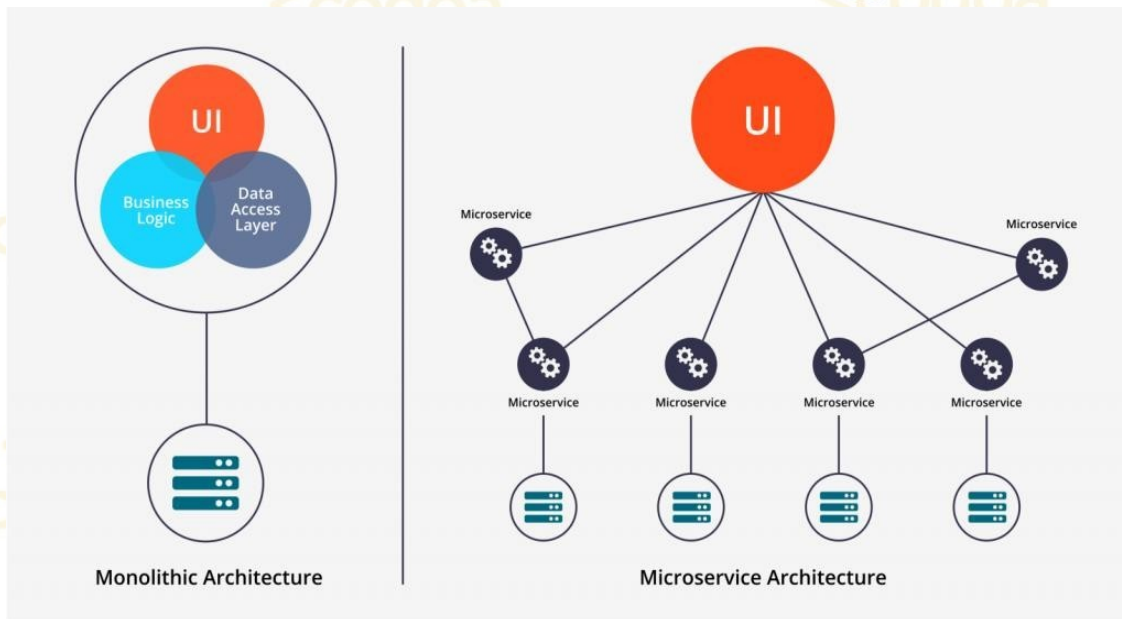 UI
Business
Logic
Data
Access
Layer
Monolithic Architecture
UI
Microservice
Microservice
Microservice
Microservice
Microservice
Microservice
Microservice Architecture